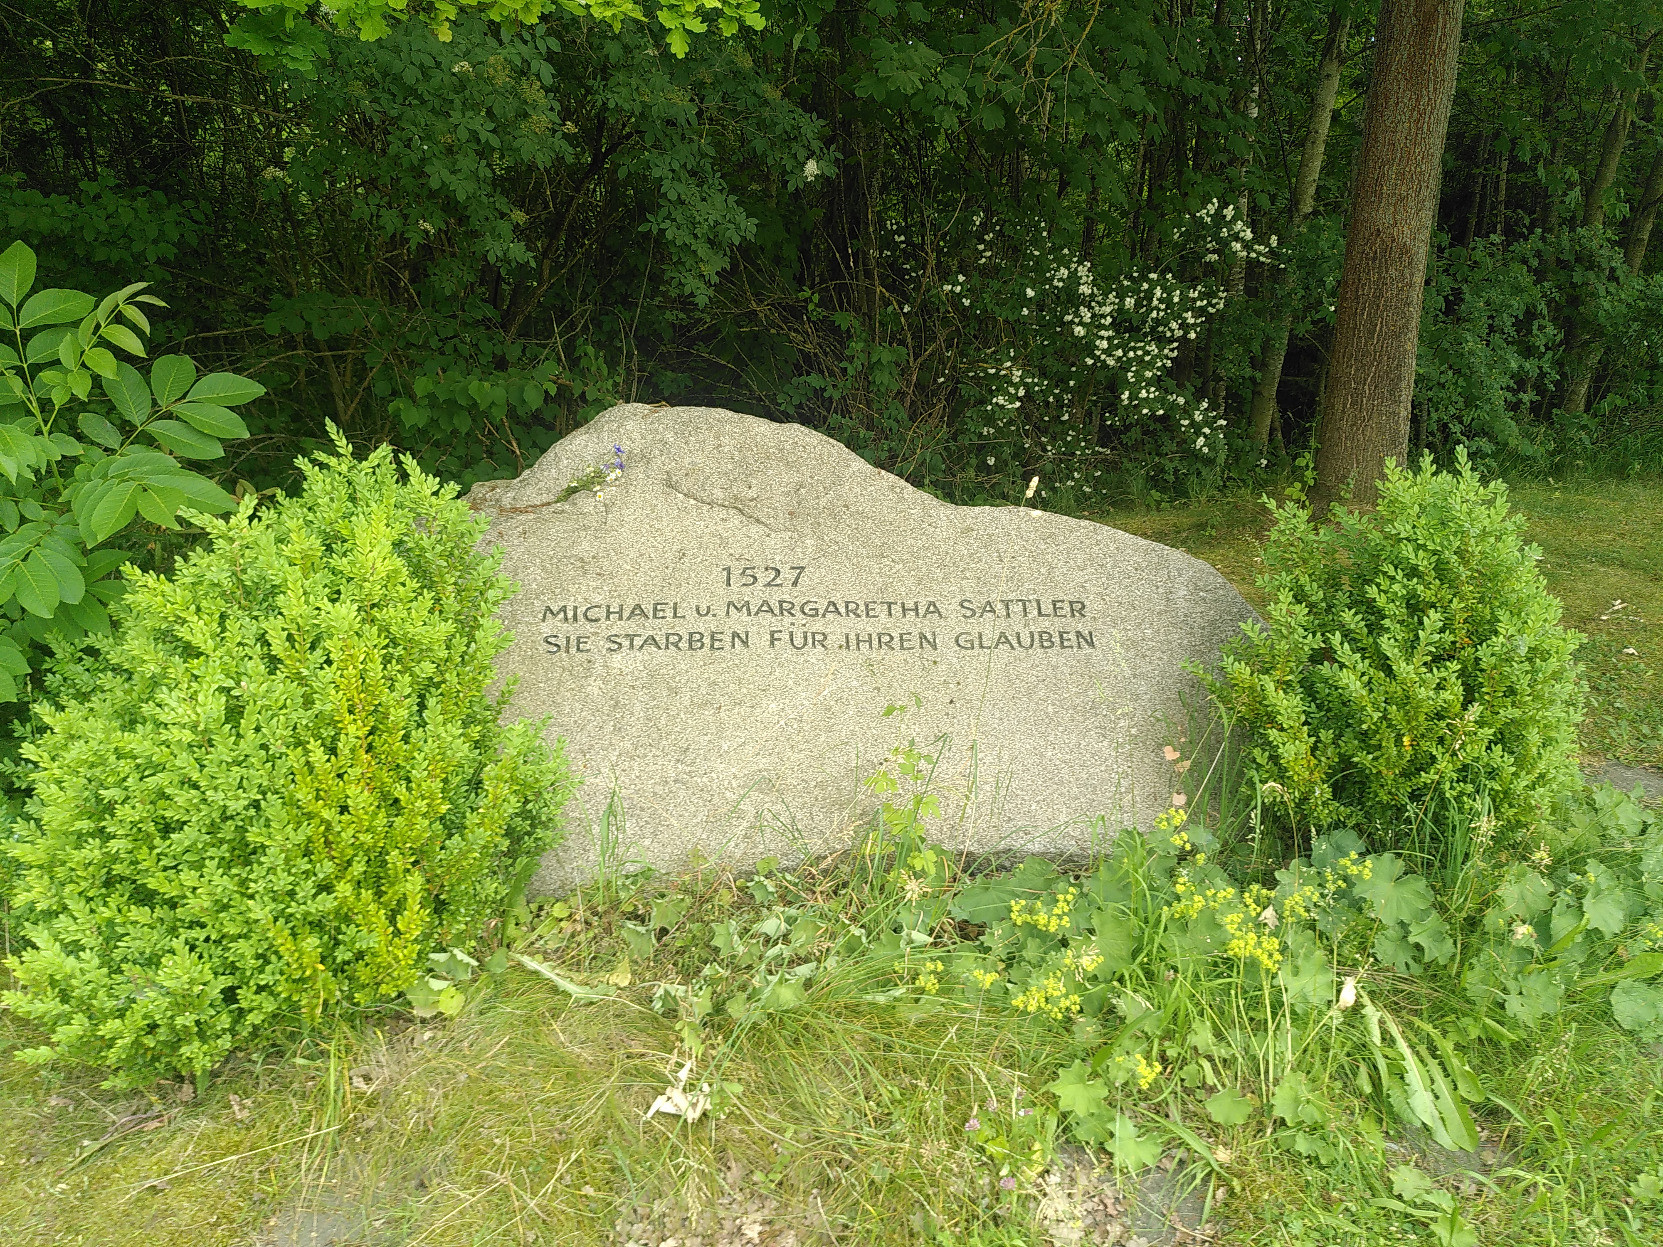 1527
MICHAEL u. MARGARETHA SATTLER
SIE STARBEN FÜR IHREN GLAUBEN